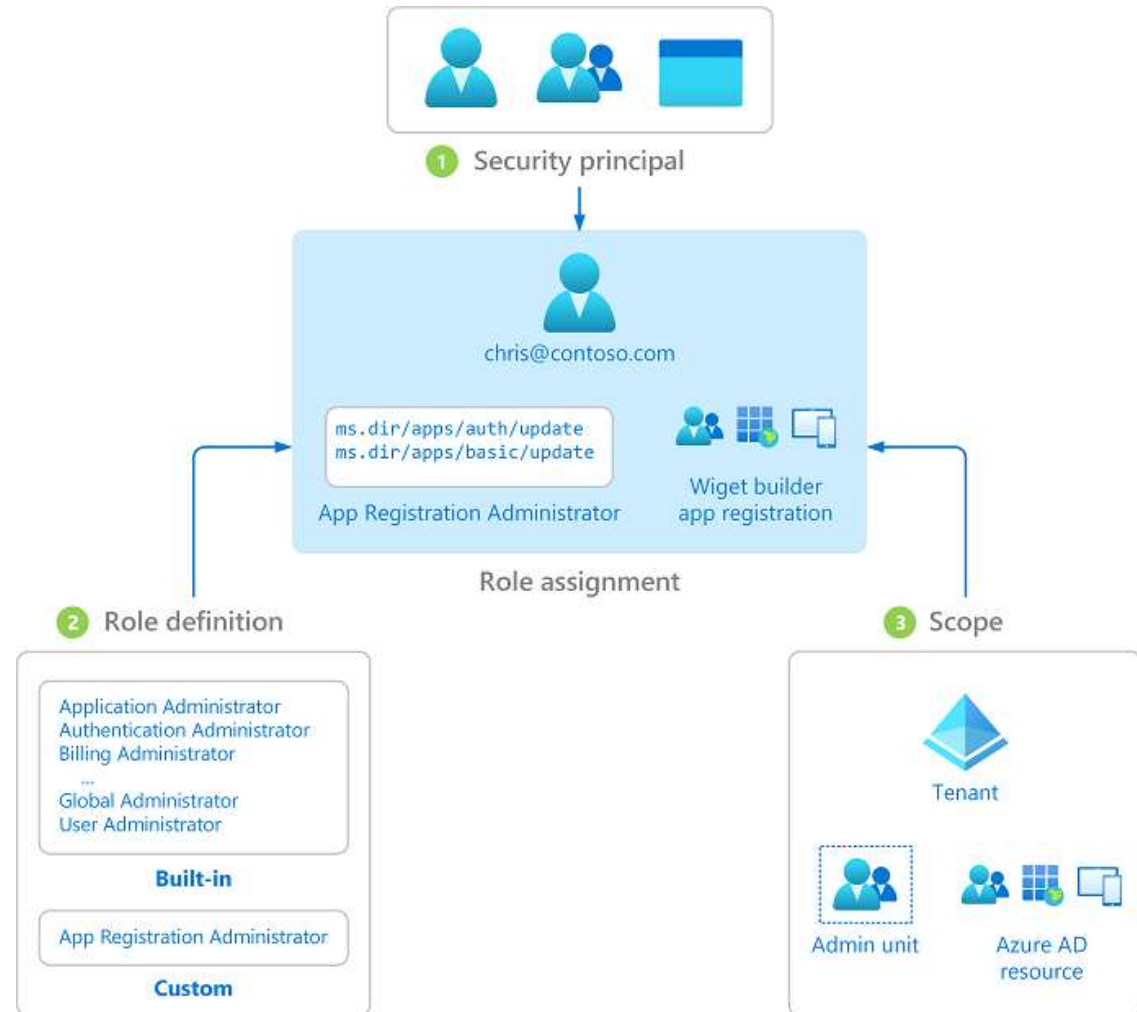 1 Security principal
chris@contoso.com
ms.dir/apps/auth/update
ms.dir/apps/basic/update
App Registration Administrator
Wiget builder
app registration
Role assignment
2 Role definition
Application Administrator
Authentication Administrator
Billing Administrator
...
Global Administrator
User Administrator
Built-in
App Registration Administrator
Custom
3 Scope
Tenant
Admin unit
Azure AD
resource